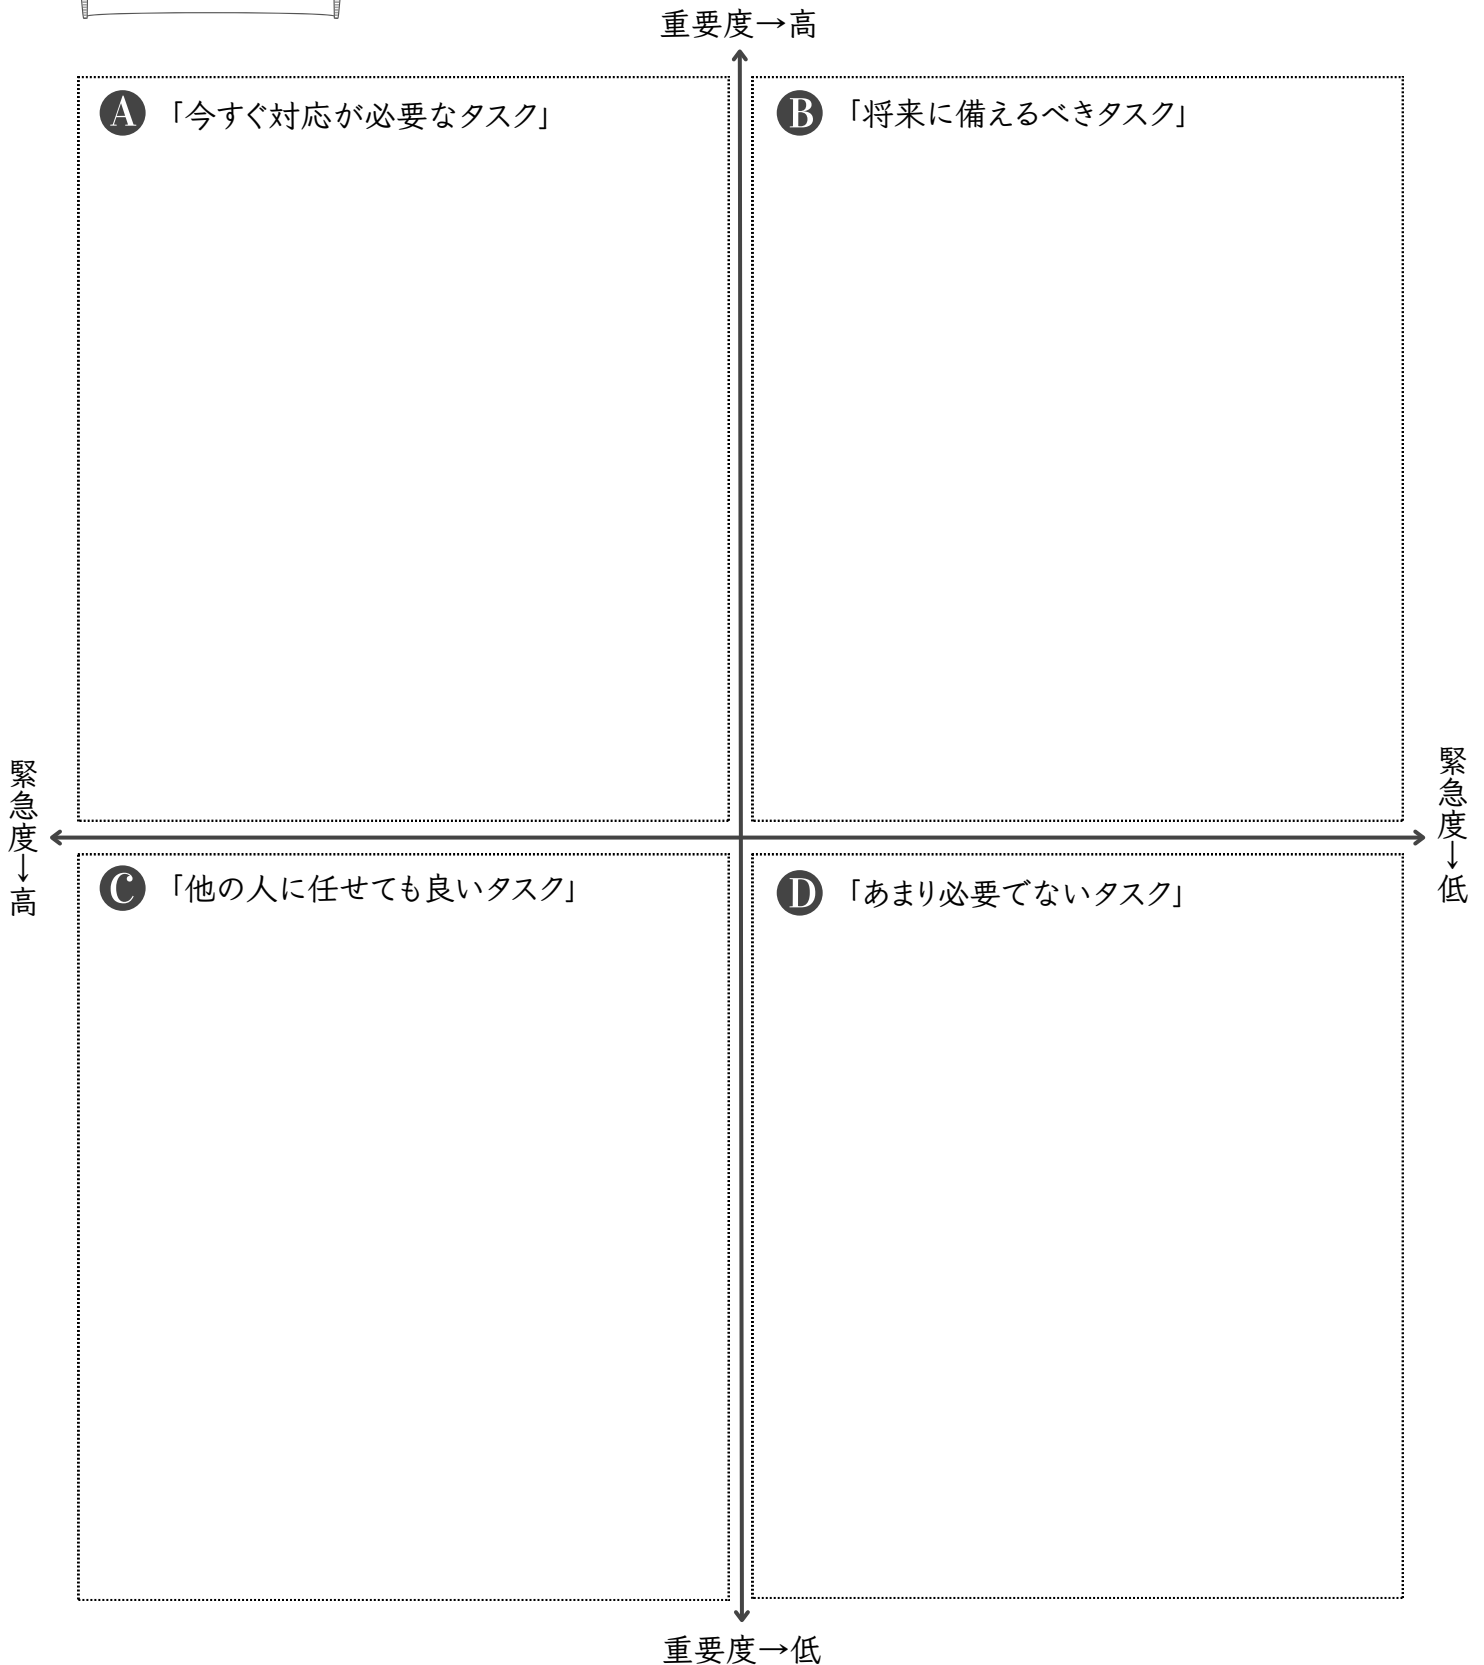 重要度→高
A 「今すぐ対応が必要なタスク」
B 「将来に備えるべきタスク」
緊急度→高
緊急度→低
C 「他の人に任せても良いタスク」
D 「あまり必要でないタスク」
重要度→低